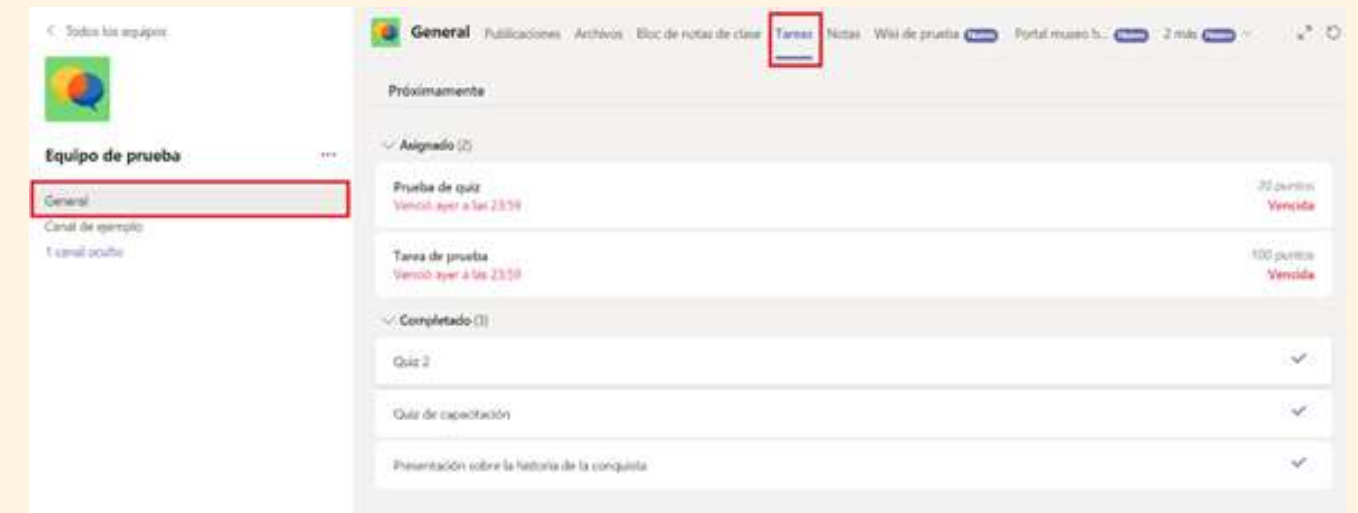 Todos los equipos
Equipo de prueba
General
Canal de ejemplo
1 canal oculto
General Publicaciones Archivos Bloc de notas de clase Tareas Notas Wiki de prueba Nuevo Portal museo h... Nuevo 2 más Nuevo
Próximamente
Asignado (2)
Prueba de quiz 20 puntos
Venció ayer a las 23:59 Vencida
Tarea de prueba 100 puntos
Venció ayer a las 23:59 Vencida
Completado (3)
Quiz 2
Quiz de capacitación
Presentación sobre la historia de la conquista